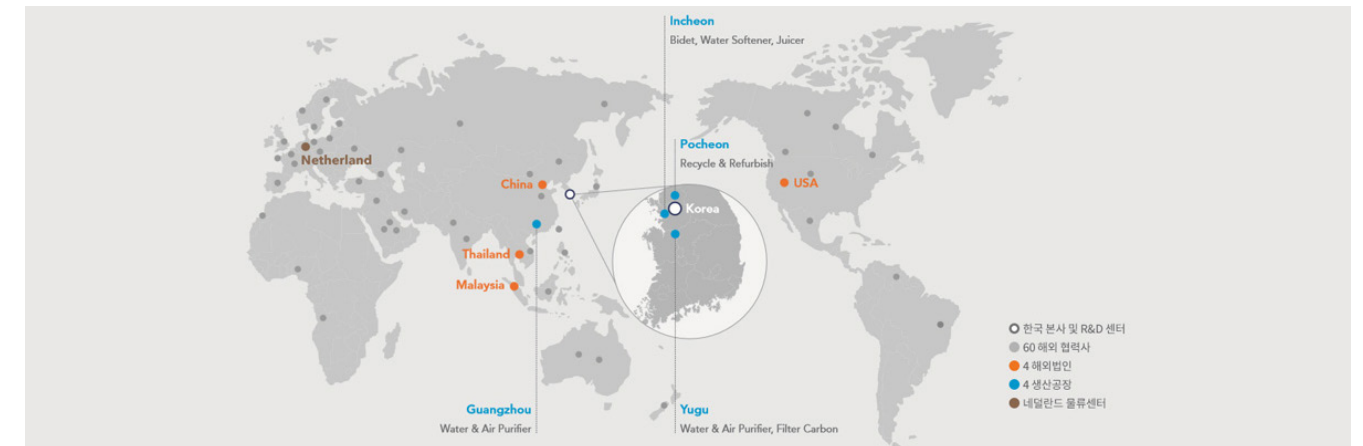 Incheon
Bidet, Water Softener, Juicer
Pocheon
Recycle & Refurbish
Netherland
China
USA
Korea
Thailand
Malaysia
한국 본사 및 R&D 센터
60 해외 협력사
4 해외법인
4 생산공장
네덜란드 물류센터
Guangzhou
Water & Air Purifier
Yugu
Water & Air Purifier, Filter Carbon